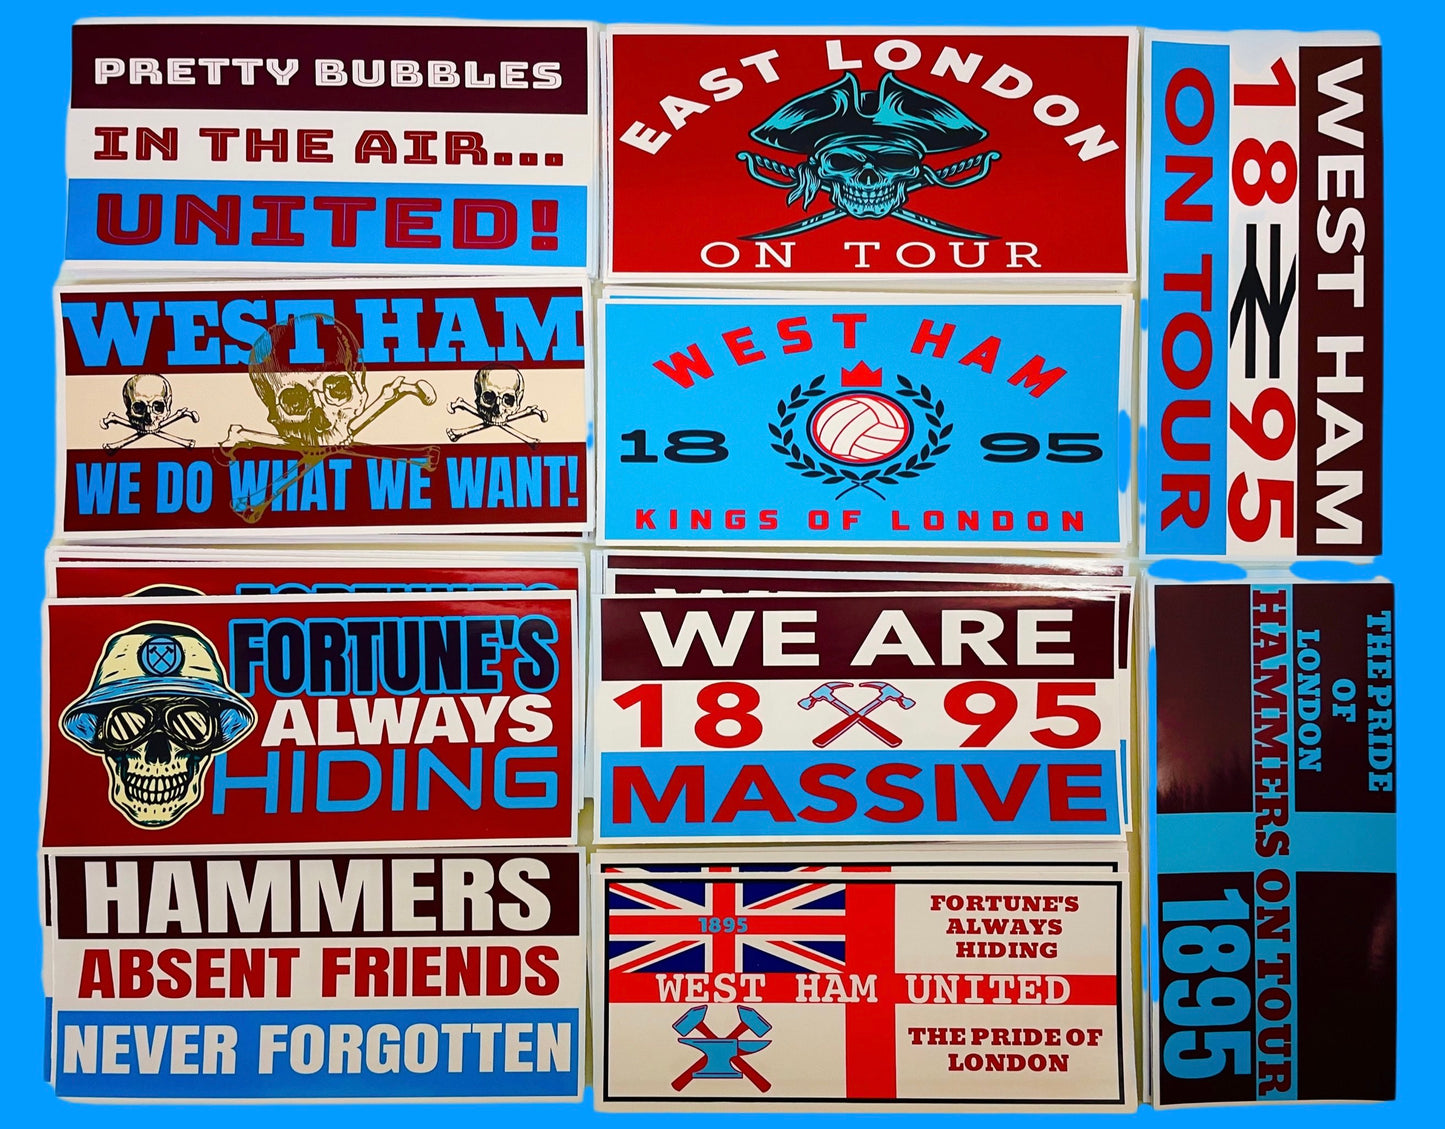 PRETTY BUBBLES
IN THE AIR...
UNITED!
EAST LONDON
ON TOUR
WEST HAM
1895
ON TOUR
WEST HAM
WE DO WHAT WE WANT!
WEST HAM
18 95
KINGS OF LONDON
FORTUNE'S
ALWAYS
HIDING
WE ARE
18 95
MASSIVE
THE PRIDE
OF
LONDON
HAMMERS ON TOUR
1895
HAMMERS
ABSENT FRIENDS
NEVER FORGOTTEN
1895
FORTUNE'S
ALWAYS
HIDING
WEST HAM UNITED
THE PRIDE OF
LONDON